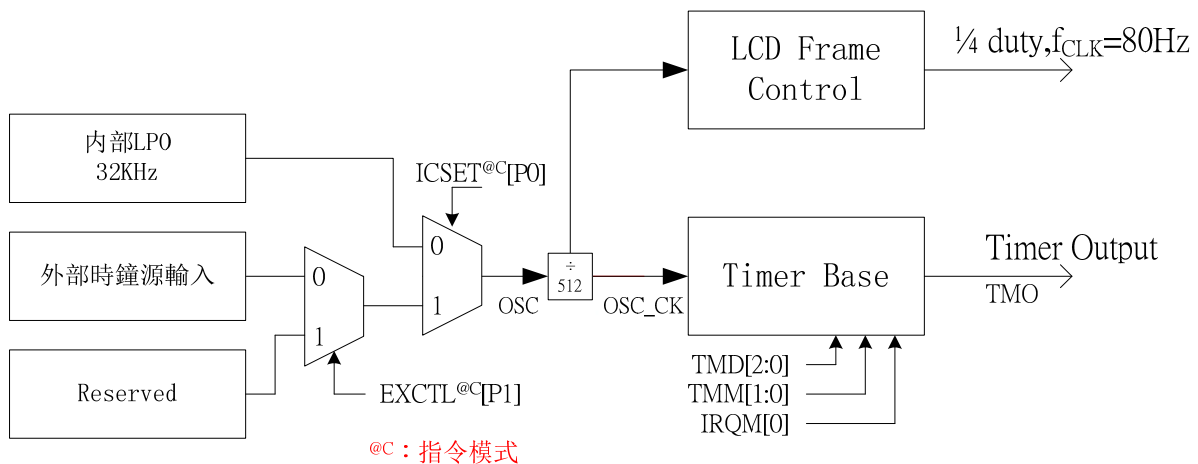 LCD Frame
Control
¼ duty,fCLK=80Hz
内部LPO
32KHz
ICSET@C[P0]
0
1
外部時鐘源輸入
0
1
Reserved
EXCTL@C[P1]
OSC
÷
512
OSC_CK
Timer Base
Timer Output
TMO
TMD[2:0]
TMM[1:0]
IRQM[0]
@C：指令模式